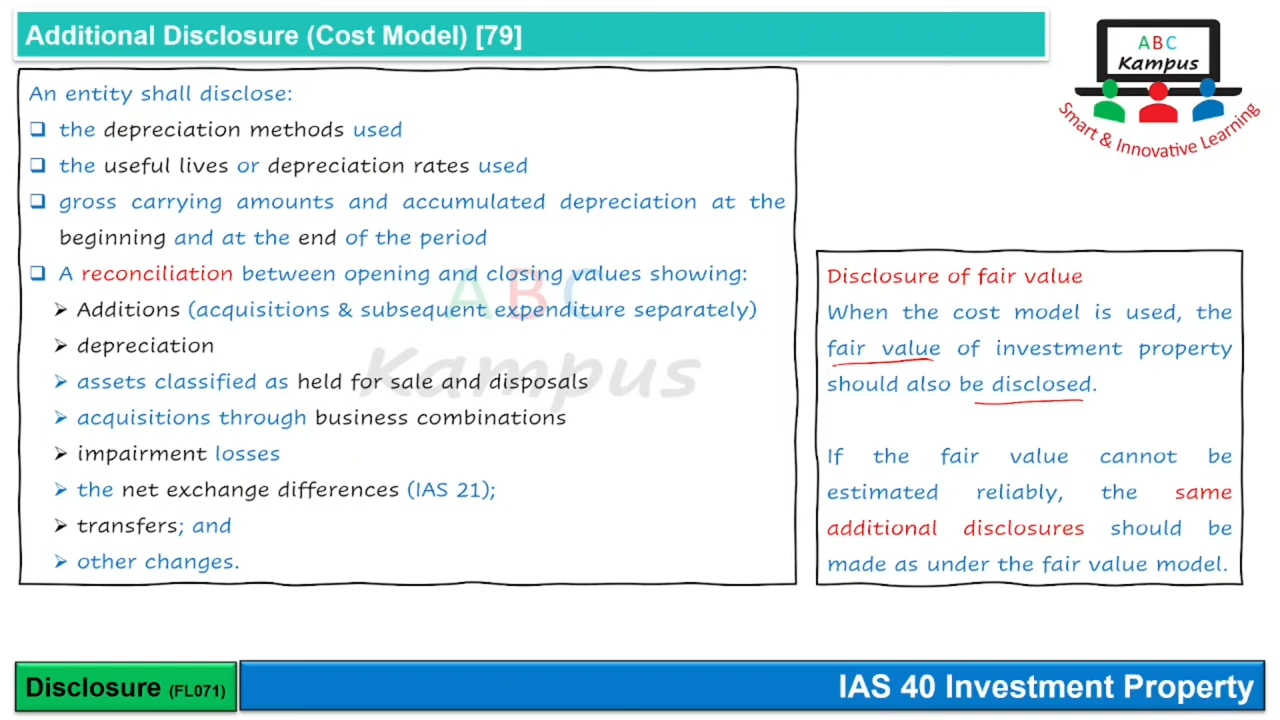 Additional Disclosure (Cost Model) [79]
ABC
Kampus
Smart & Innovative Learning
An entity shall disclose:
❑ the depreciation methods used
❑ the useful lives or depreciation rates used
❑ gross carrying amounts and accumulated depreciation at the
beginning and at the end of the period
❑ A reconciliation between opening and closing values showing:
➢ Additions (acquisitions & subsequent expenditure separately)
➢ depreciation
➢ assets classified as held for sale and disposals
➢ acquisitions through business combinations
➢ impairment losses
➢ the net exchange differences (IAS 21);
➢ transfers; and
➢ other changes.
ABC
Kampus
Disclosure of fair value
When the cost model is used, the
fair value of investment property
should also be disclosed.
If the fair value cannot be
estimated reliably, the same
additional disclosures should be
made as under the fair value model.
Disclosure (FL071)
IAS 40 Investment Property